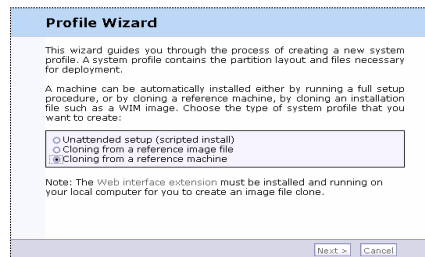 Profile Wizard
This wizard guides you through the process of creating a new system
profile. A system profile contains the partition layout and files necessary
for deployment.
A machine can be automatically installed either by running a full setup
procedure, or by cloning a reference machine, by cloning an installation
file such as a WIM image. Choose the type of system profile that you
want to create:
Unattended setup (scripted install)
Cloning from a reference image file
Cloning from a reference machine
Note: The Web interface extension must be installed and running on
your local computer for you to create an image file clone.
Next > Cancel